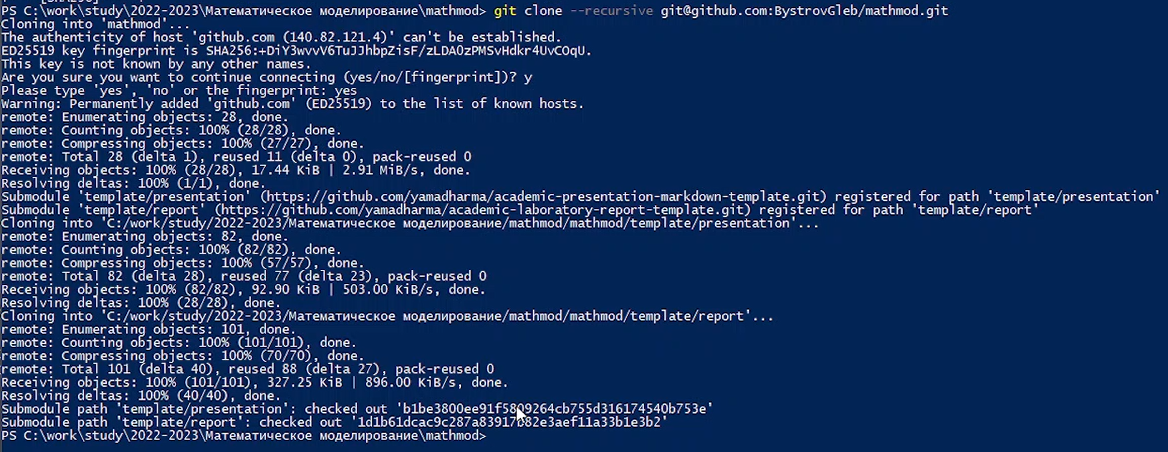 PS C:\work\study\2022-2023\Математическое моделирование\mathmod> git clone --recursive git@github.com:BystrovGleb/mathmod.git
Cloning into 'mathmod'...
The authenticity of host 'github.com (140.82.121.4)' can't be established.
ED25519 key fingerprint is SHA256:+DiY3wvvV6TuJJhbpZisF/zLDA0zPMSvHdkr4UvCOqU.
This key is not known by any other names.
Are you sure you want to continue connecting (yes/no/[fingerprint])? y
Please type 'yes', 'no' or the fingerprint: yes
Warning: Permanently added 'github.com' (ED25519) to the list of known hosts.
remote: Enumerating objects: 28, done.
remote: Counting objects: 100% (28/28), done.
remote: Compressing objects: 100% (27/27), done.
remote: Total 28 (delta 1), reused 11 (delta 0), pack-reused 0
Receiving objects: 100% (28/28), 17.44 KiB | 2.91 MiB/s, done.
Resolving deltas: 100% (1/1), done.
Submodule 'template/presentation' (https://github.com/yamadharma/academic-presentation-markdown-template.git) registered for path 'template/presentation'
Submodule 'template/report' (https://github.com/yamadharma/academic-laboratory-report-template.git) registered for path 'template/report'
Cloning into 'C:/work/study/2022-2023/Математическое моделирование/mathmod/mathmod/template/presentation'...
remote: Enumerating objects: 82, done.
remote: Counting objects: 100% (82/82), done.
remote: Compressing objects: 100% (57/57), done.
remote: Total 82 (delta 28), reused 77 (delta 23), pack-reused 0
Receiving objects: 100% (82/82), 92.90 KiB | 503.00 KiB/s, done.
Resolving deltas: 100% (28/28), done.
Cloning into 'C:/work/study/2022-2023/Математическое моделирование/mathmod/mathmod/template/report'...
remote: Enumerating objects: 101, done.
remote: Counting objects: 100% (101/101), done.
remote: Compressing objects: 100% (70/70), done.
remote: Total 101 (delta 40), reused 88 (delta 27), pack-reused 0
Receiving objects: 100% (101/101), 327.25 KiB | 896.00 KiB/s, done.
Resolving deltas: 100% (40/40), done.
Submodule path 'template/presentation': checked out 'b1be3800ee91f5809264cb755d316174540b753e'
Submodule path 'template/report': checked out '1d1b61dcac9c287a83917b82e3aef11a33b1e3b2'
PS C:\work\study\2022-2023\Математическое моделирование\mathmod>